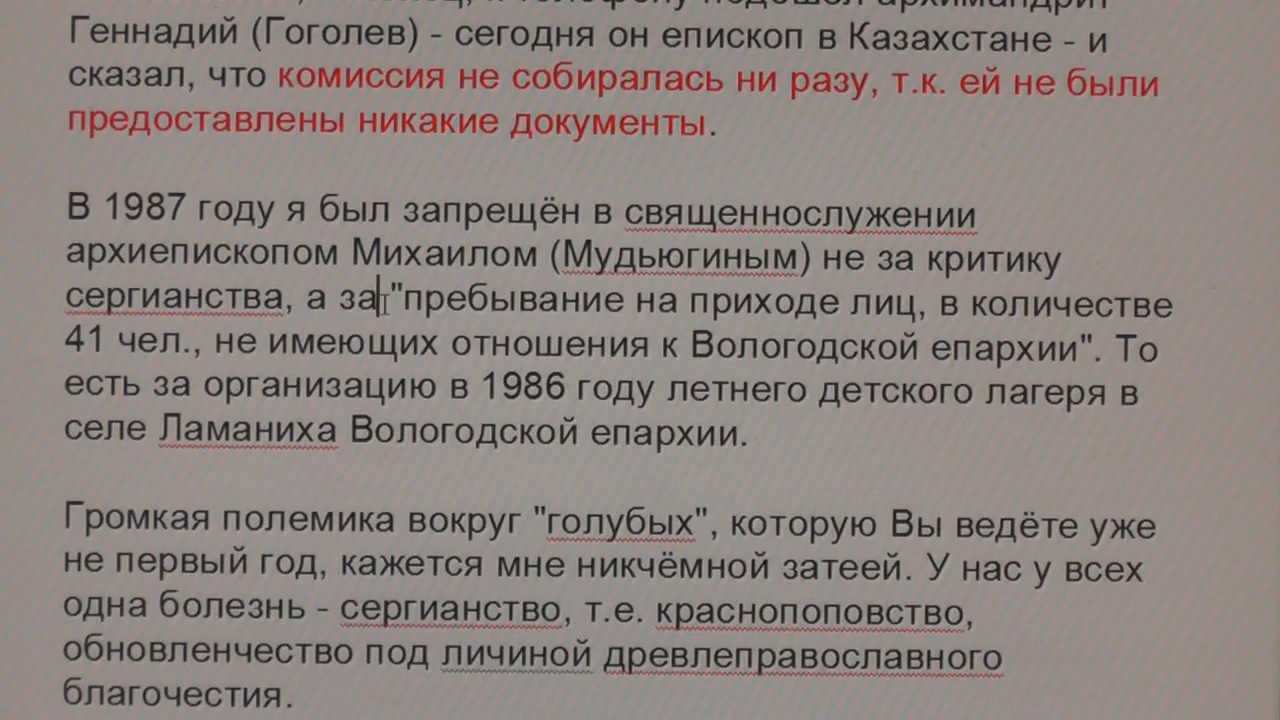 к телефону подошёл архимандрит
Геннадий (Гоголев) - сегодня он епископ в Казахстане - и
сказал, что комиссия не собиралась ни разу, т.к. ей не были
предоставлены никакие документы.
В 1987 году я был запрещён в священнослужении
архиепископом Михаилом (Мудьюгиным) не за критику
сергианства, а за "пребывание на приходе лиц, в количестве
41 чел., не имеющих отношения к Вологодской епархии". То
есть за организацию в 1986 году летнего детского лагеря в
селе Ламаниха Вологодской епархии.
Громкая полемика вокруг "голубых", которую Вы ведёте уже
не первый год, кажется мне никчёмной затеей. У нас у всех
одна болезнь - сергианство, т.е. краснопоповство,
обновленчество под личиной древлеправославного
благочестия.